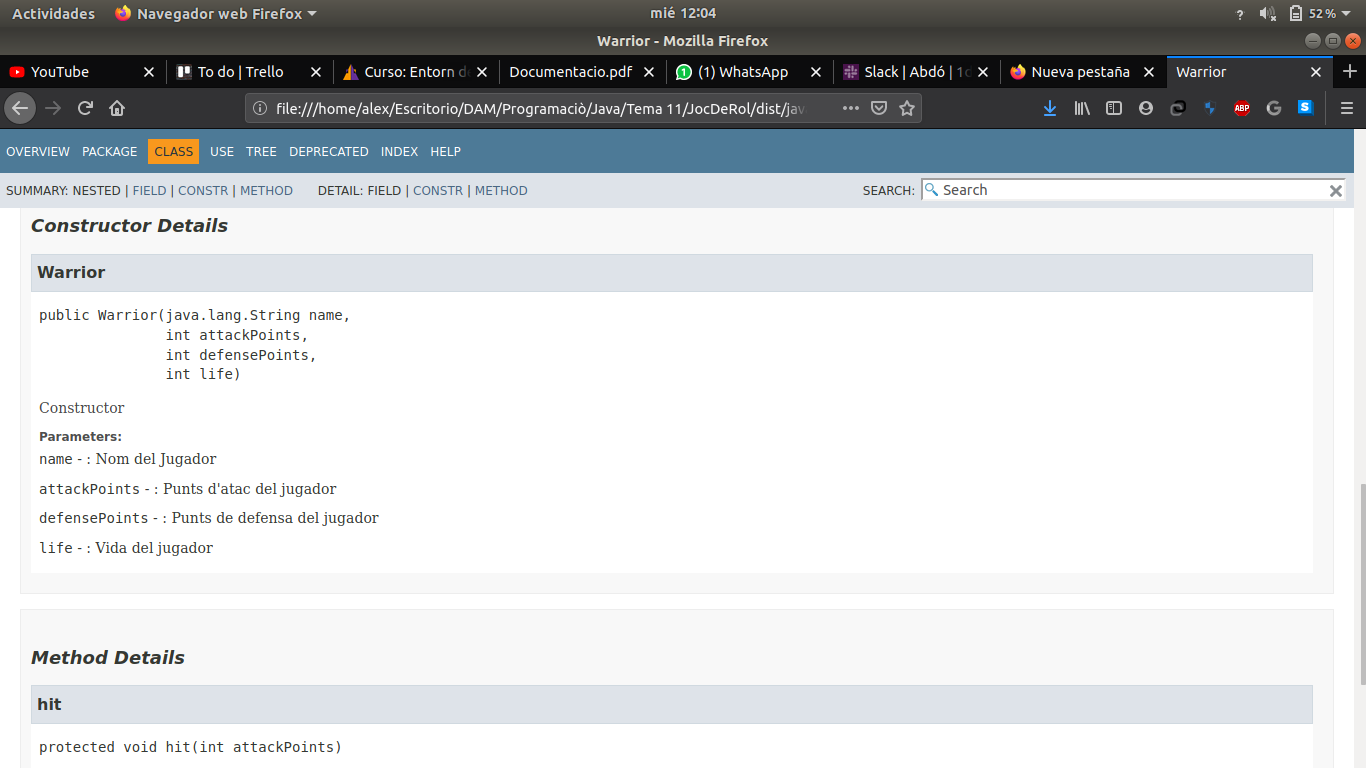 Actividades Navegador web Firefox mié 12:04 ? 52 %
Warrior - Mozilla Firefox
YouTube To do | Trello Curso: Entorn de Documentacio.pdf (1) WhatsApp Slack | Abdó | 1d Nueva pestaña Warrior
file:///home/alex/Escritorio/DAM/Programaciò/Java/Tema 11/JocDeRol/dist/jav ABP G S
OVERVIEW PACKAGE CLASS USE TREE DEPRECATED INDEX HELP
SUMMARY: NESTED | FIELD | CONSTR | METHOD DETAIL: FIELD | CONSTR | METHOD SEARCH: Search
Constructor Details
Warrior
public Warrior(java.lang.String name,
int attackPoints,
int defensePoints,
int life)
Constructor
Parameters:
name - : Nom del Jugador
attackPoints - : Punts d'atac del jugador
defensePoints - : Punts de defensa del jugador
life - : Vida del jugador
Method Details
hit
protected void hit(int attackPoints)